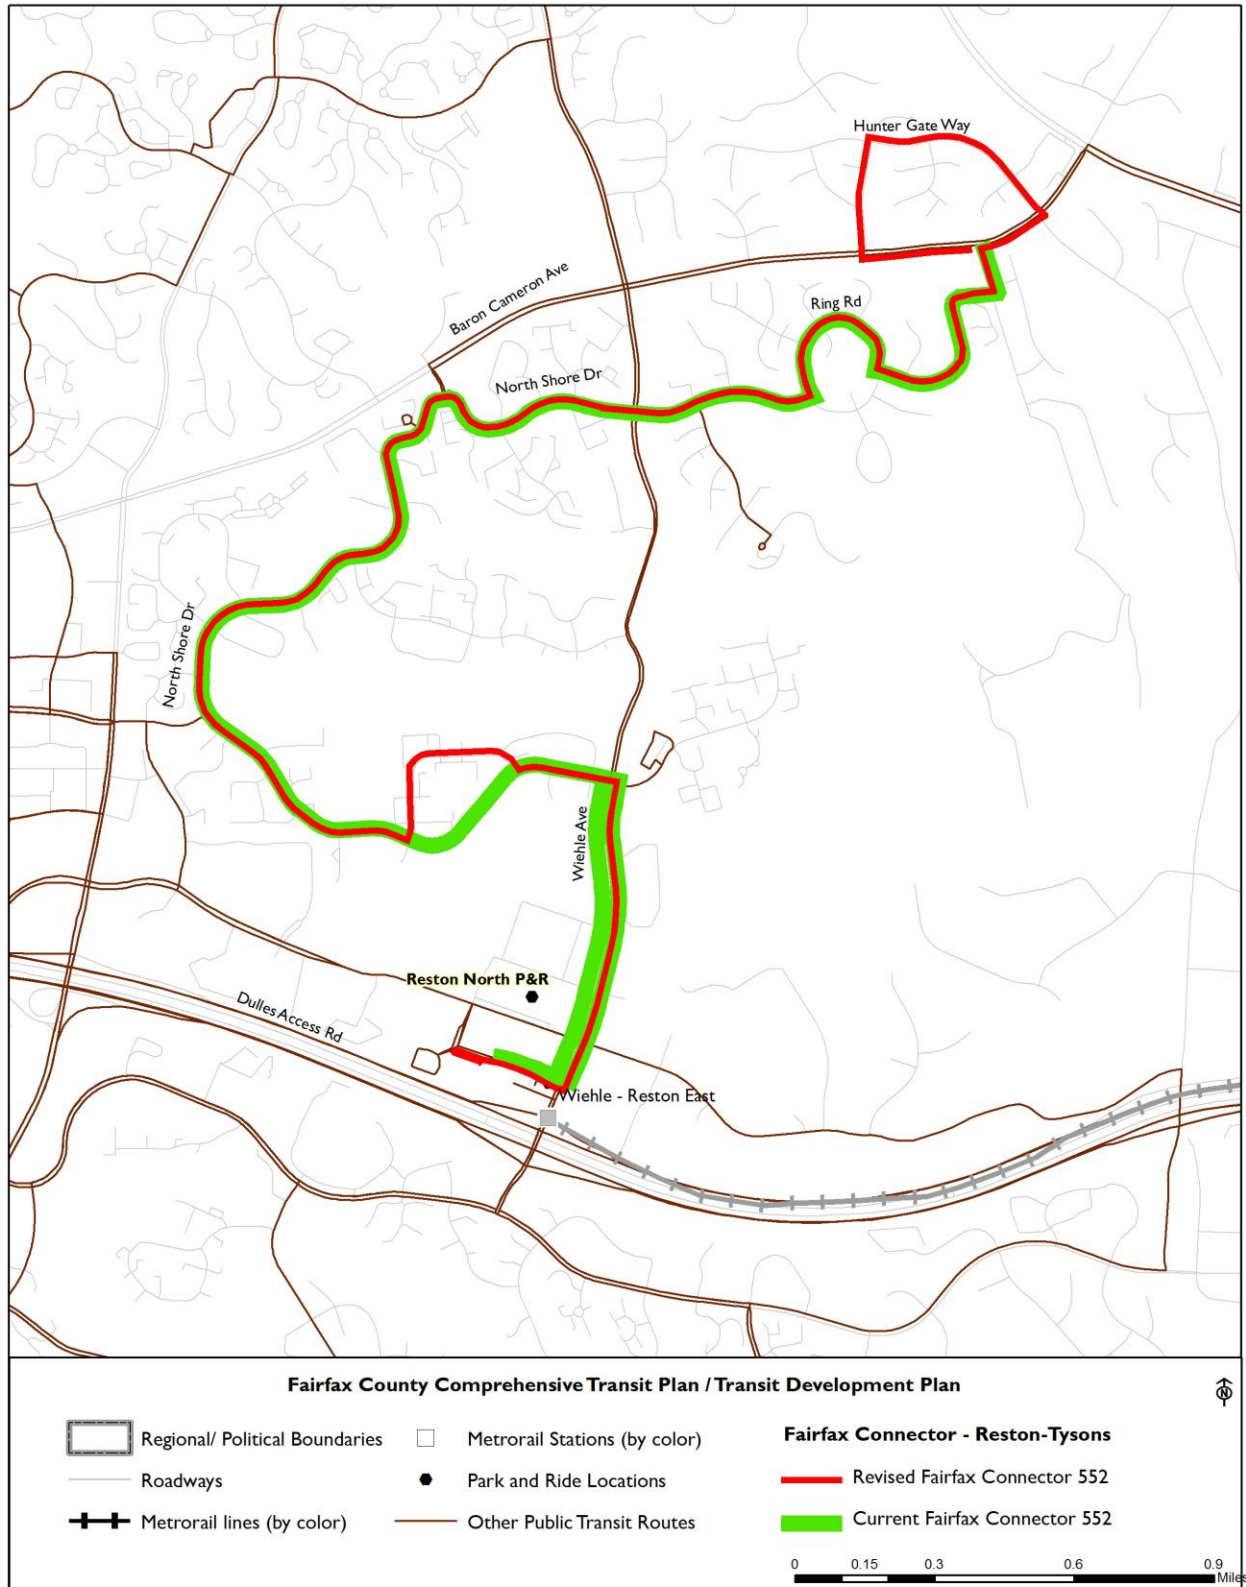 Hunter Gate Way
Baron Cameron Ave
Ring Rd
North Shore Dr
North Shore Dr
Wiehle Ave
Reston North P&R
Dulles Access Rd
Wiehle - Reston East
Fairfax County Comprehensive Transit Plan / Transit Development Plan
N
Regional/ Political Boundaries
Metrorail Stations (by color)
Fairfax Connector - Reston-Tysons
Roadways
Park and Ride Locations
Revised Fairfax Connector 552
Metrorail lines (by color)
Other Public Transit Routes
Current Fairfax Connector 552
0 0.15 0.3 0.6 0.9
Miles